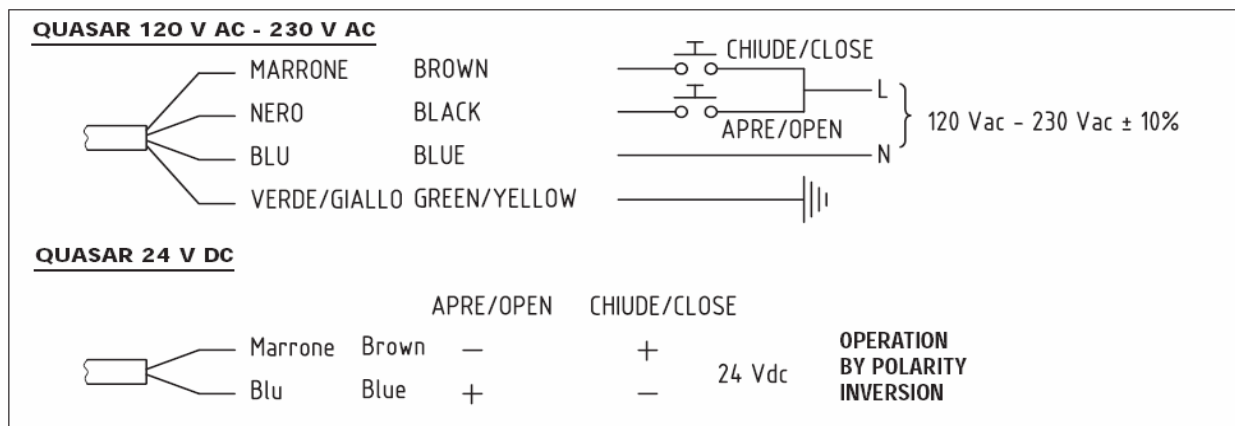 QUASAR 120 V AC - 230 V AC
MARRONE BROWN CHIUDE/CLOSE
NERO BLACK APRE/OPEN L
BLU BLUE N 120 Vac - 230 Vac ± 10%
VERDE/GIALLO GREEN/YELLOW
QUASAR 24 V DC
APRE/OPEN CHIUDE/CLOSE
Marrone Brown - +
Blu Blue + -
24 Vdc
OPERATION
BY POLARITY
INVERSION